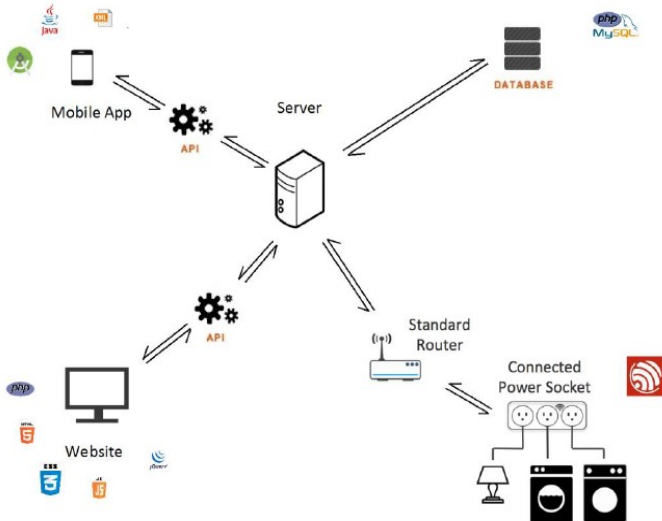 Java
XML
php
MySQL
Mobile App
API
Server
DATABASE
API
Standard
Router
Connected
Power Socket
php
HTML
5
Website
CSS
3
JS
jQuery